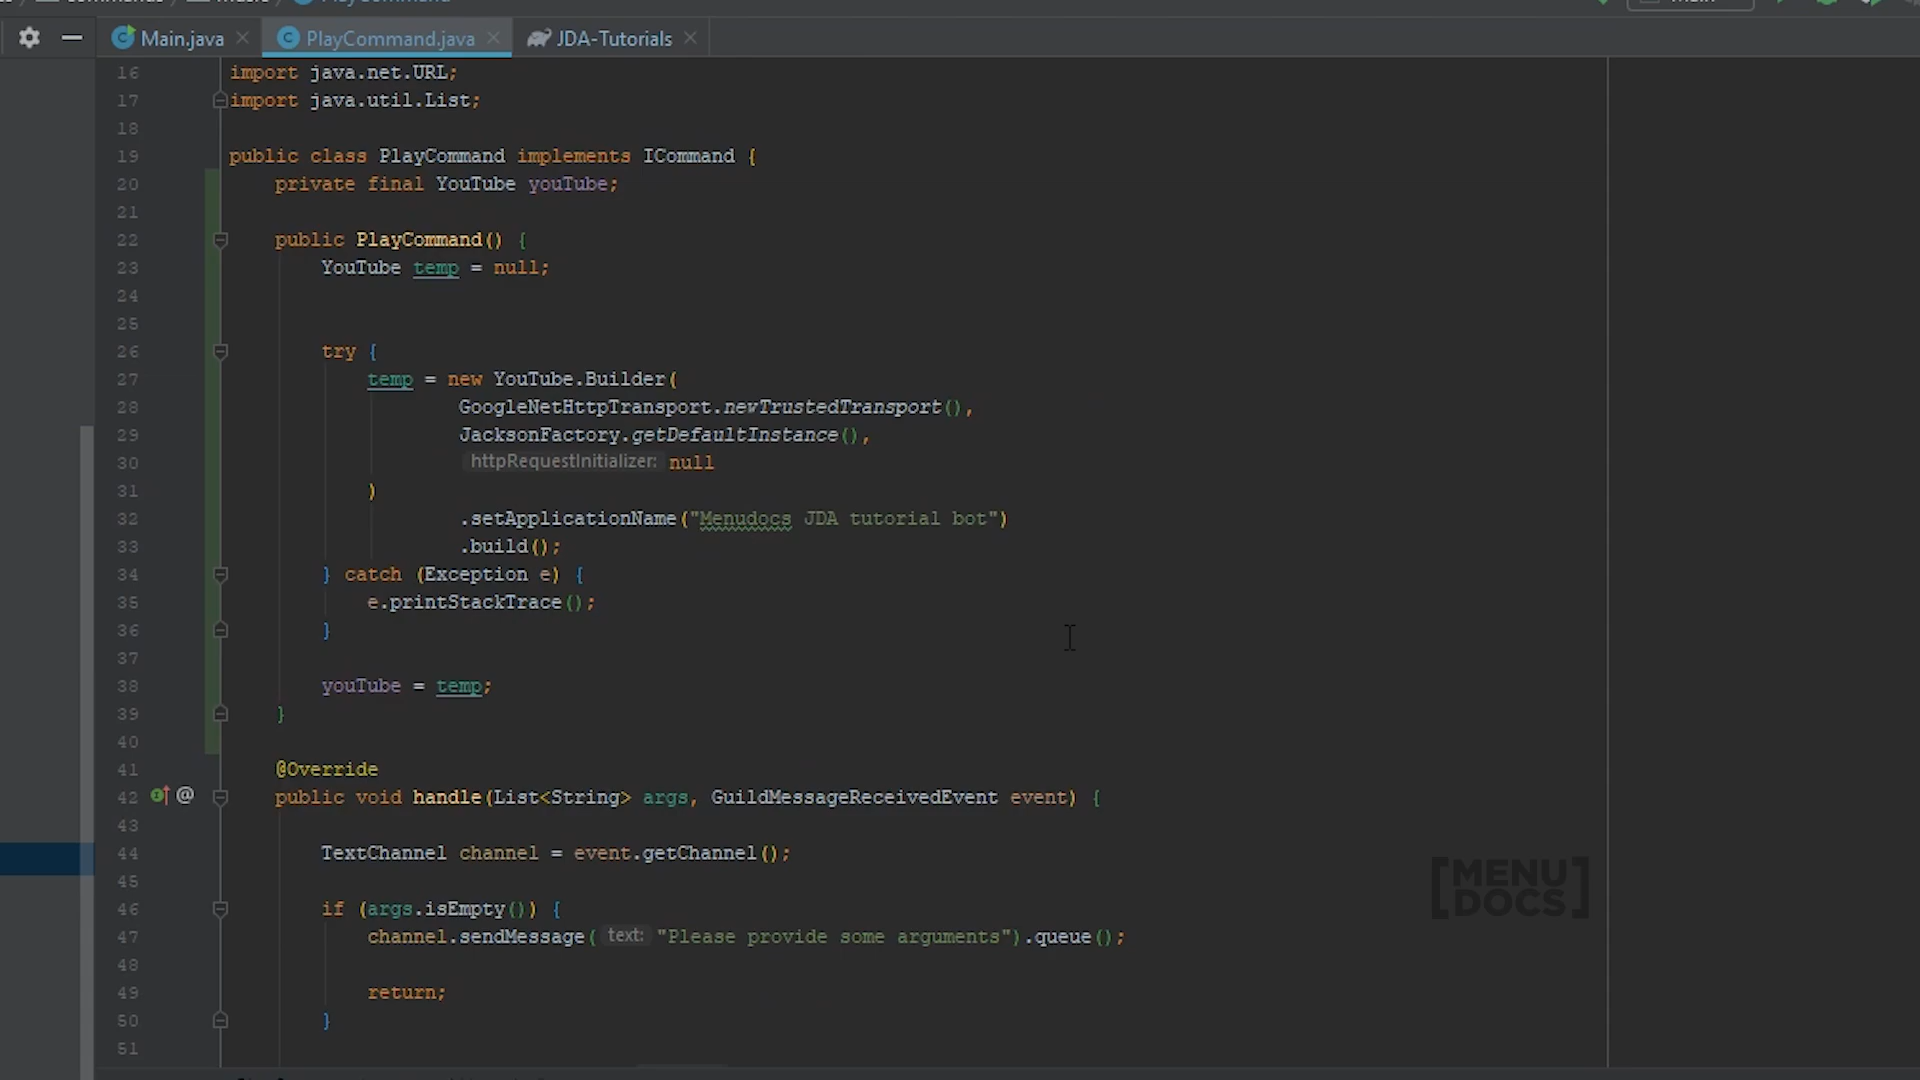 Main.java
PlayCommand.java
JDA-Tutorials
16 import java.net.URL;
17 import java.util.List;
18
19 public class PlayCommand implements ICommand {
20 private final YouTube youTube;
21
22 public PlayCommand() {
23 YouTube temp = null;
24
25
26 try {
27 temp = new YouTube.Builder(
28 GoogleNetHttpTransport.newTrustedTransport(),
29 JacksonFactory.getDefaultInstance(),
30 httpRequestInitializer: null
31 )
32 .setApplicationName("Menudocs JDA tutorial bot")
33 .build();
34 } catch (Exception e) {
35 e.printStackTrace();
36 }
37
38 youTube = temp;
39 }
40
41 @Override
42 public void handle(List<String> args, GuildMessageReceivedEvent event) {
43
44 TextChannel channel = event.getChannel();
45
46 if (args.isEmpty()) {
47 channel.sendMessage( text: "Please provide some arguments").queue();
48
49 return;
50 }
51
[MENU
DOCS]